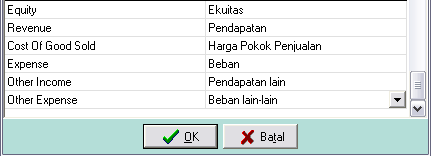 Equity Ekuitas
Revenue Pendapatan
Cost Of Good Sold Harga Pokok Penjualan
Expense Beban
Other Income Pendapatan lain
Other Expense Beban lain-lain
OK Batal